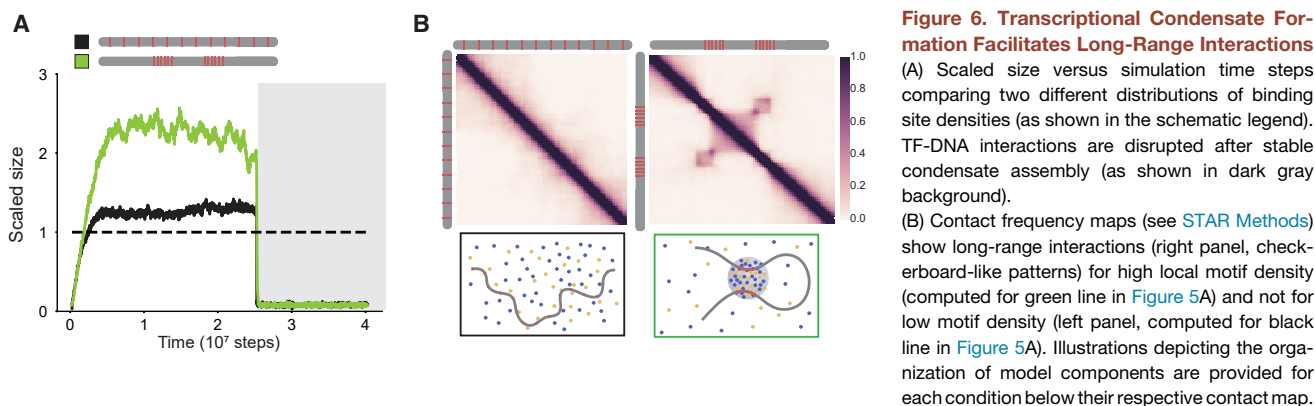 A
B
3
2
1
0
Scaled size
0
1
2
3
4
Time (10⁷ steps)
1.0
0.8
0.6
0.4
0.2
0.0
Figure 6. Transcriptional Condensate For-
mation Facilitates Long-Range Interactions
(A) Scaled size versus simulation time steps
comparing two different distributions of binding
site densities (as shown in the schematic legend).
TF-DNA interactions are disrupted after stable
condensate assembly (as shown in dark gray
background).
(B) Contact frequency maps (see STAR Methods)
show long-range interactions (right panel, check-
erboard-like patterns) for high local motif density
(computed for green line in Figure 5A) and not for
low motif density (left panel, computed for black
line in Figure 5A). Illustrations depicting the orga-
nization of model components are provided for
each condition below their respective contact map.